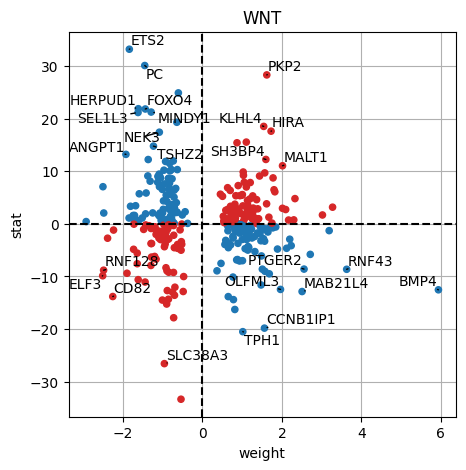 WNT
ETS2
PC
PKP2
HERPUD1
FOXO4
SEL1L3
MINDY1
KLHL4
HIRA
NEK3
ANGPT1
TSHZ2
SH3BP4
MALT1
RNF128
PTGER2
RNF43
ELF3
CD82
OLFML3
MAB21L4
BMP4
CCNB1IP1
TPH1
SLC38A3
30
20
10
0
−10
−20
−30
stat
−2
0
2
4
6
weight